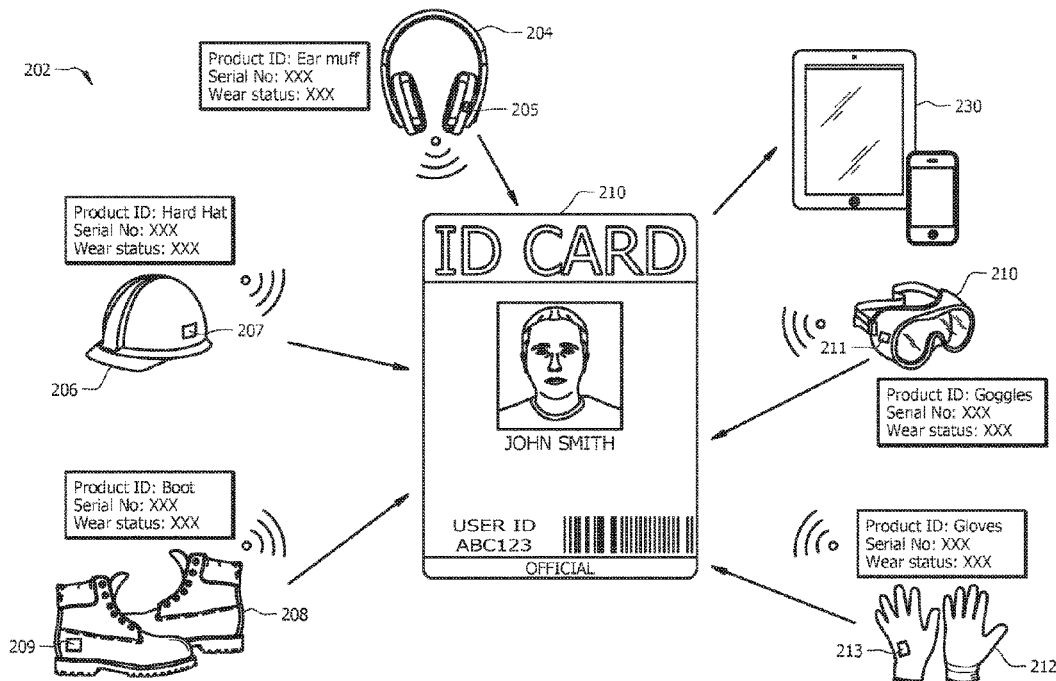 204
Product ID: Ear muff
Serial No: XXX
Wear status: XXX
202
205
230
210
Product ID: Hard Hat
Serial No: XXX
Wear status: XXX
ID CARD
210
207
211
206
Product ID: Goggles
Serial No: XXX
Wear status: XXX
JOHN SMITH
Product ID: Boot
Serial No: XXX
Wear status: XXX
USER ID
ABC123
Product ID: Gloves
Serial No: XXX
Wear status: XXX
OFFICIAL
208
209
213
212